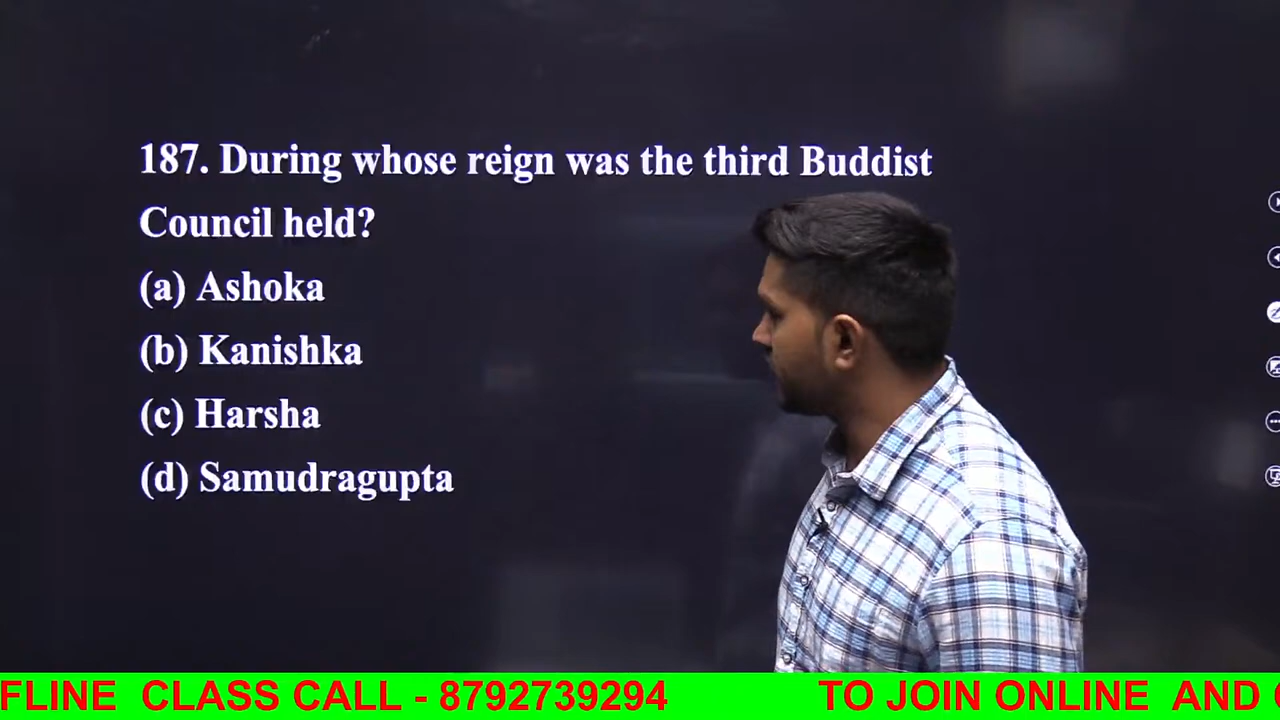 187. During whose reign was the third Buddist
Council held?
(a) Ashoka
(b) Kanishka
(c) Harsha
(d) Samudragupta
FLINE CLASS CALL - 8792739294 TO JOIN ONLINE AND